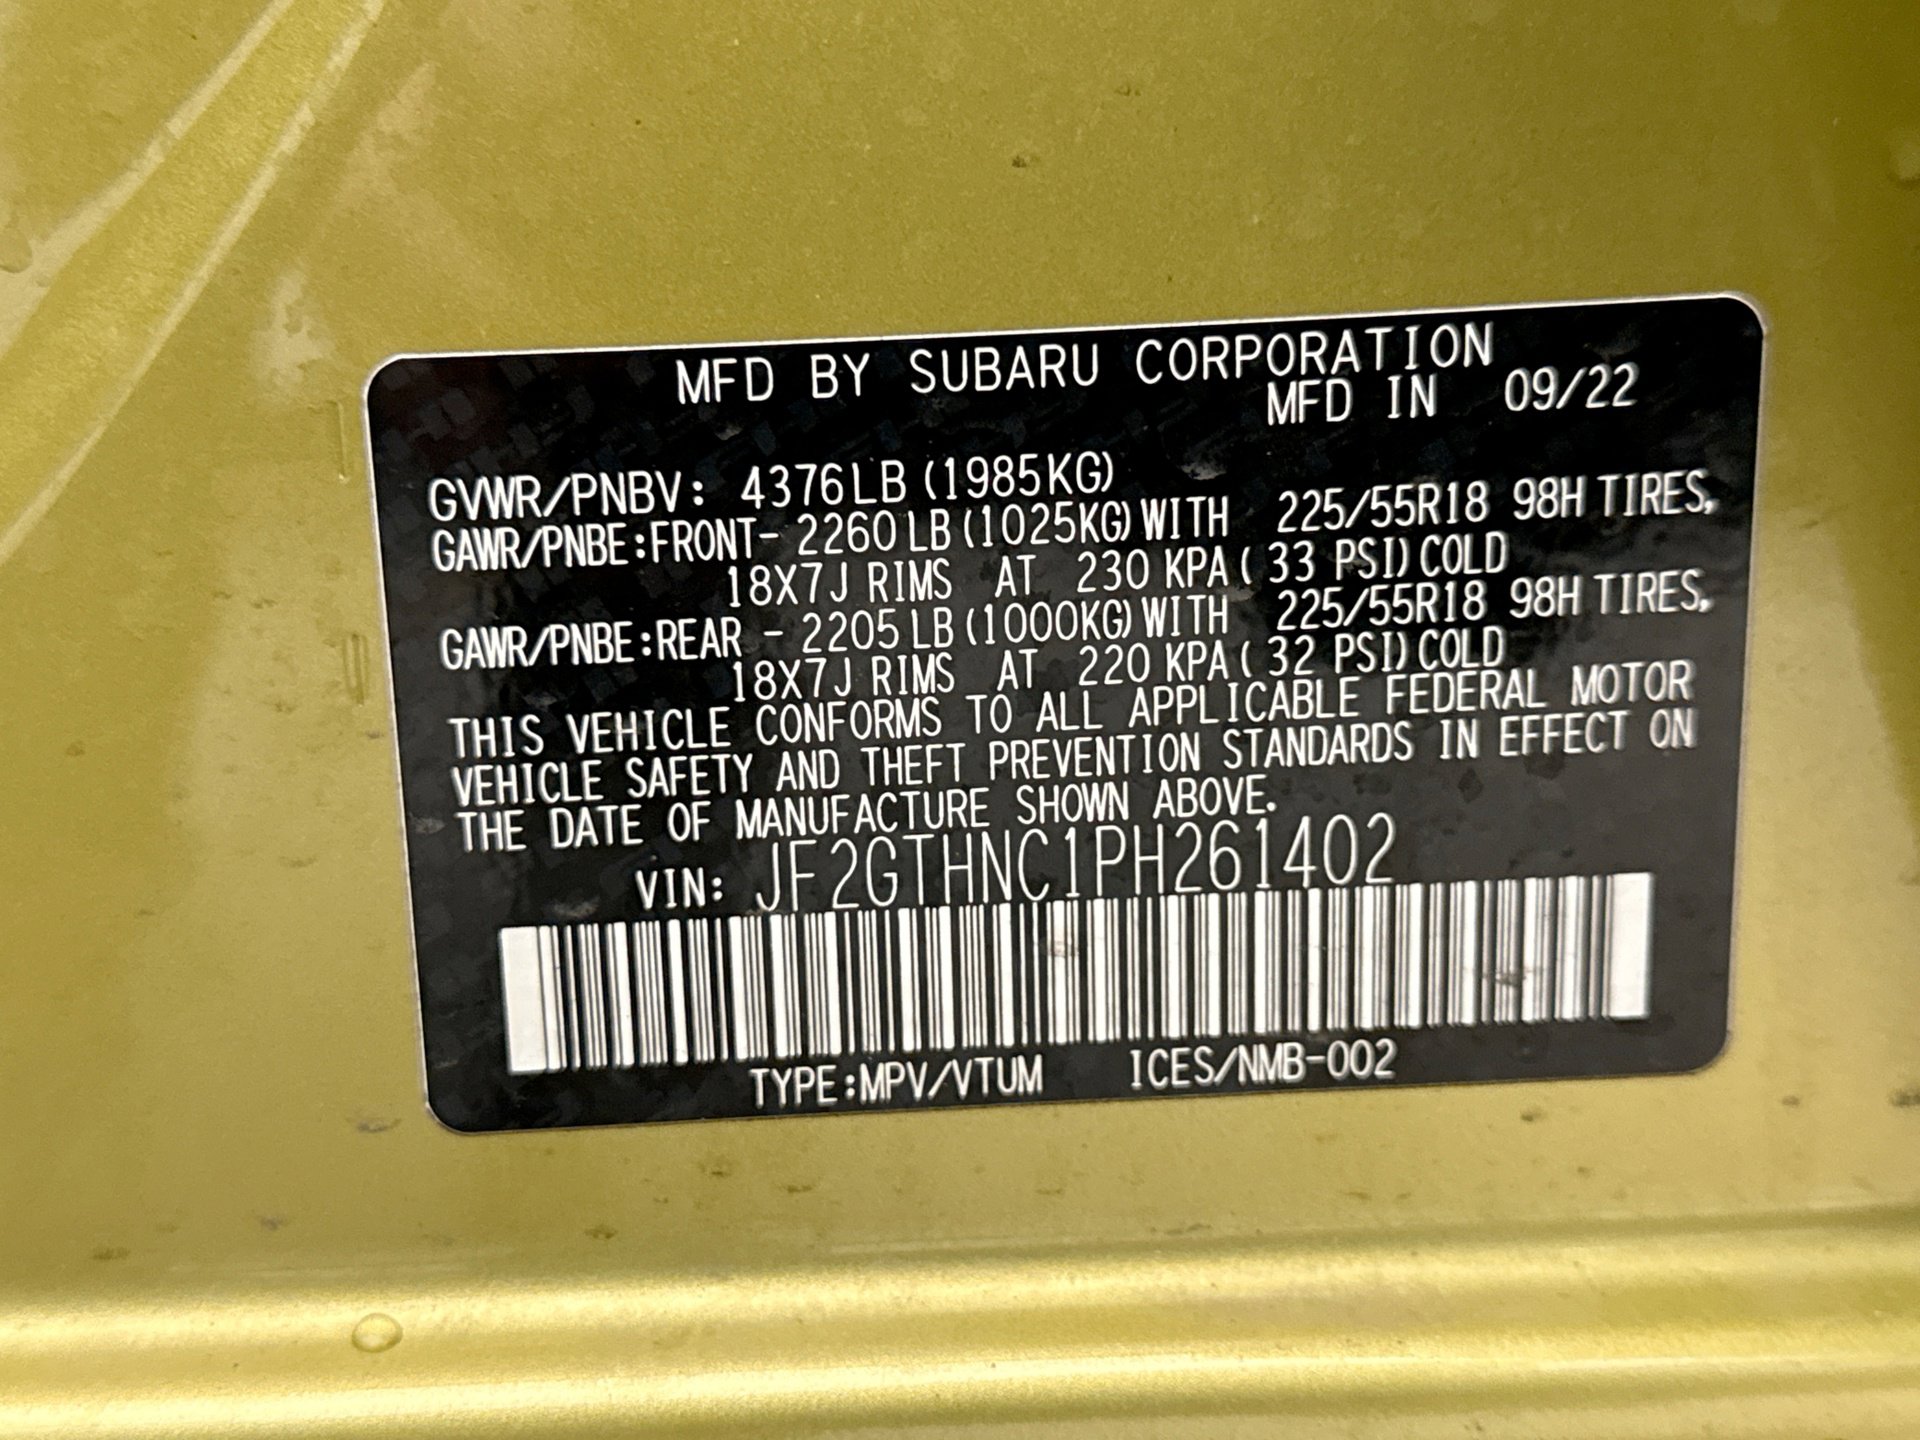 MFD BY SUBARU CORPORATION
MFD IN 09/22
GVWR/PNBV: 4376LB (1985KG)
GAWR/PNBE:FRONT- 2260LB (1025KG) WITH 225/55R18 98H TIRES,
18X7J RIMS AT 230 KPA ( 33 PSI) COLD
GAWR/PNBE:REAR - 2205LB (1000KG) WITH 225/55R18 98H TIRES,
18X7J RIMS AT 220 KPA ( 32 PSI) COLD
THIS VEHICLE CONFORMS TO ALL APPLICABLE FEDERAL MOTOR
VEHICLE SAFETY AND THEFT PREVENTION STANDARDS IN EFFECT ON
THE DATE OF MANUFACTURE SHOWN ABOVE.
VIN: JF2GTHNC1PH261402
TYPE:MPV/VTUM ICES/NMB-002